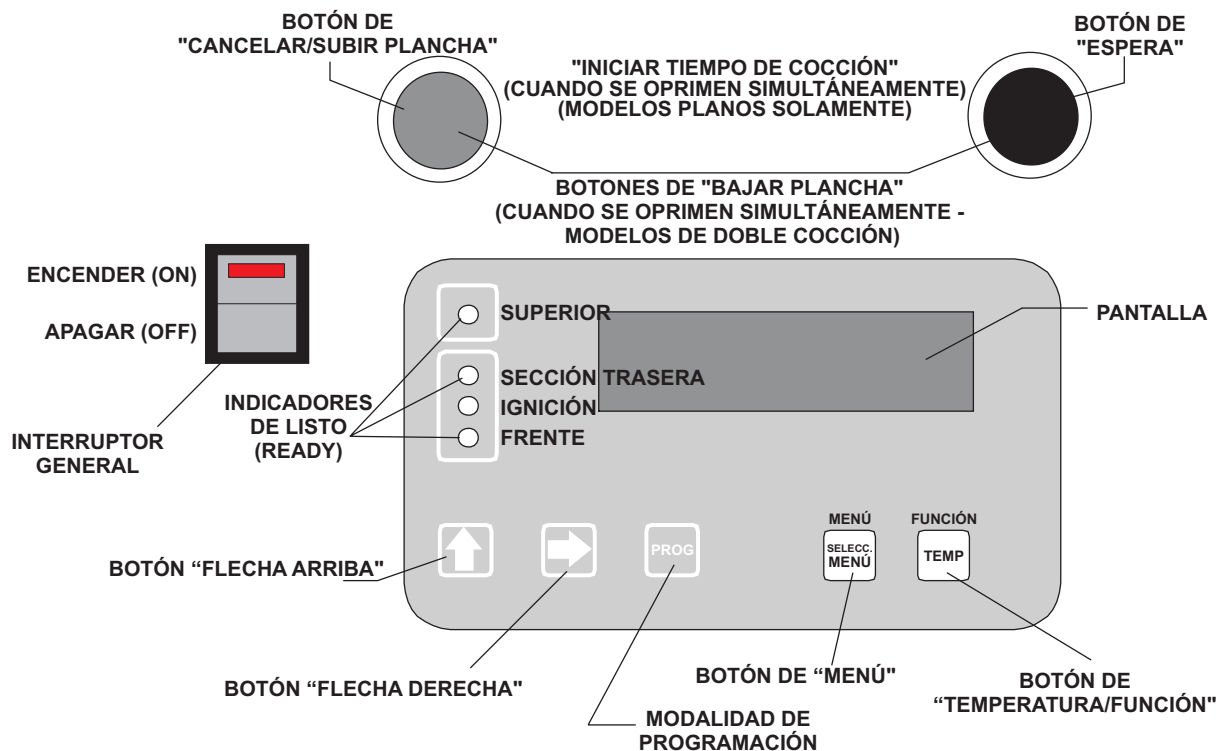 BOTÓN DE
"CANCELAR/SUBIR PLANCHA"
"INICIAR TIEMPO DE COCCIÓN"
(CUANDO SE OPRIMEN SIMULTÁNEAMENTE)
(MODELOS PLANOS SOLAMENTE)
BOTÓN DE
"ESPERA"
BOTONES DE "BAJAR PLANCHA"
(CUANDO SE OPRIMEN SIMULTÁNEAMENTE -
MODELOS DE DOBLE COCCIÓN)
ENCENDER (ON)
APAGAR (OFF)
INTERRUPTOR
GENERAL
INDICADORES
DE LISTO
(READY)
SUPERIOR
SECCIÓN TRASERA
IGNICIÓN
FRENTE
PANTALLA
PROG
MENÚ
SELECC.
MENÚ
FUNCIÓN
TEMP
BOTÓN “FLECHA ARRIBA"
BOTÓN “FLECHA DERECHA"
MODALIDAD DE
PROGRAMACIÓN
BOTÓN DE “MENÚ"
BOTÓN DE
“TEMPERATURA/FUNCIÓN"